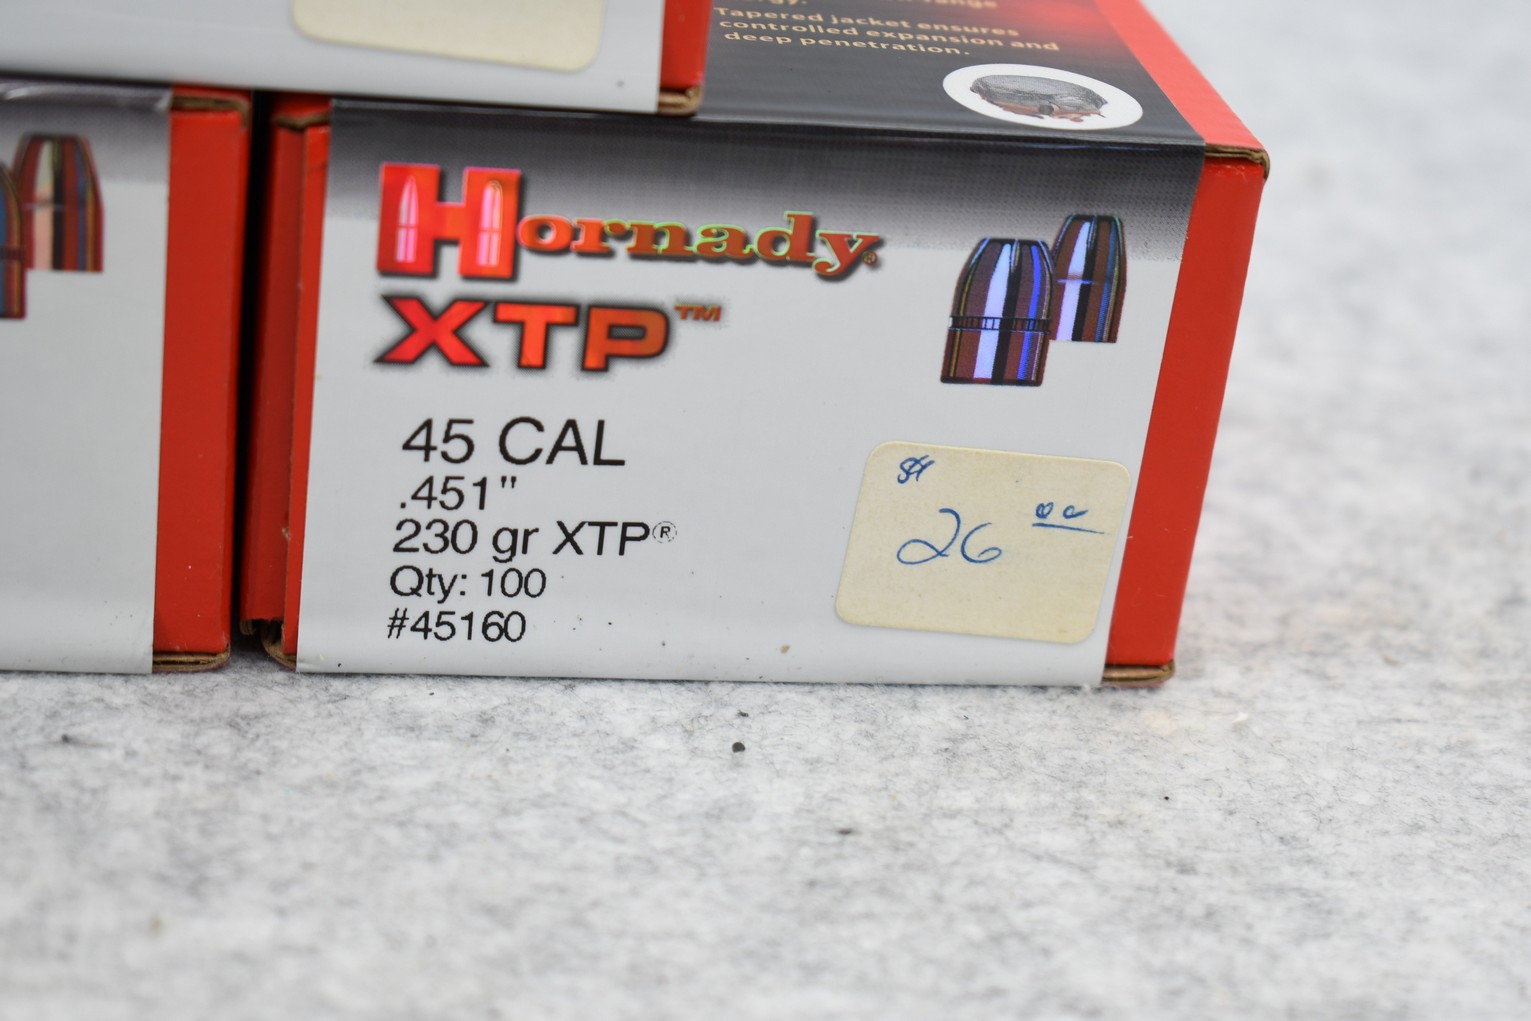 Tapered jacket ensures
controlled expansion and
deep penetration.
Hornady®
XTP™
45 CAL
.451"
230 gr XTP®
Qty: 100
#45160
$
26 00